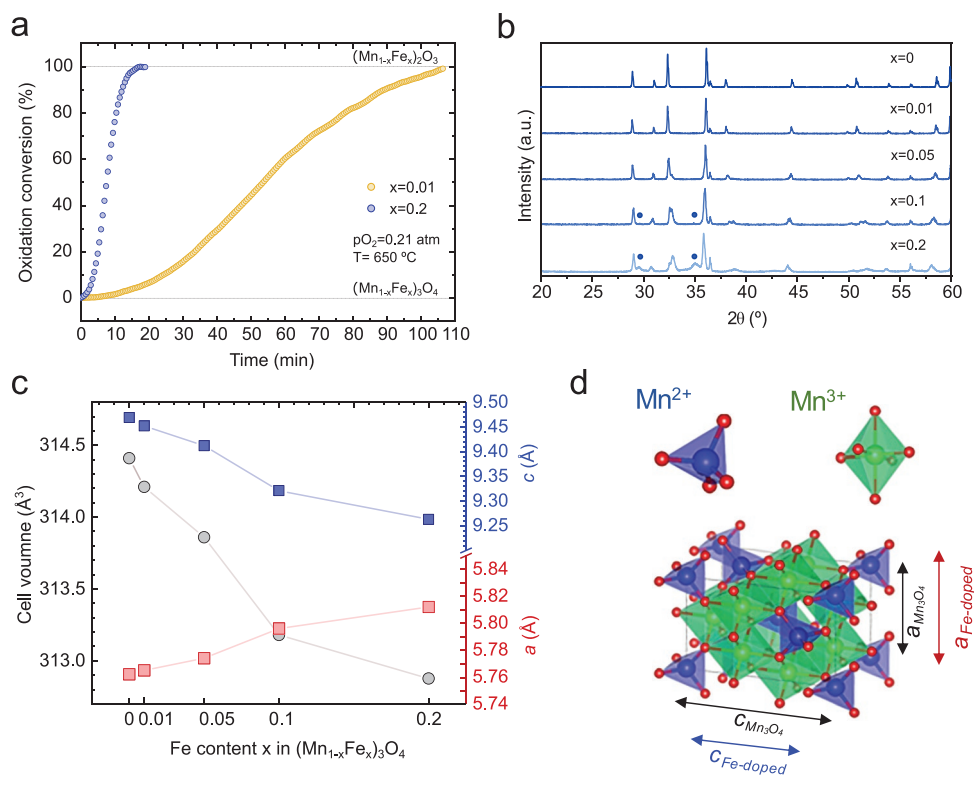 a
(Mn₁₋ₓFeₓ)₂O₃
100
80
60
40
20
0
Oxidation conversion (%)
x=0.01
x=0.2
pO₂=0.21 atm
T= 650 ºC
(Mn₁₋ₓFeₓ)₃O₄
0 10 20 30 40 50 60 70 80 90 100 110
Time (min)
b
Intensity (a.u.)
x=0
x=0.01
x=0.05
x=0.1
x=0.2
20 25 30 35 40 45 50 55 60
2θ (º)
c
Cell voumne (Å³)
314.5
314.0
313.5
313.0
9.50
9.45
9.40
9.35
9.30
9.25
c (Å)
5.84
5.82
5.80
5.78
5.76
5.74
a (Å)
0 0.01 0.05 0.1 0.2
Fe content x in (Mn₁₋ₓFeₓ)₃O₄
d
Mn²⁺ Mn³⁺
a Mn₃O₄
a Fe-doped
c Mn₃O₄
c Fe-doped